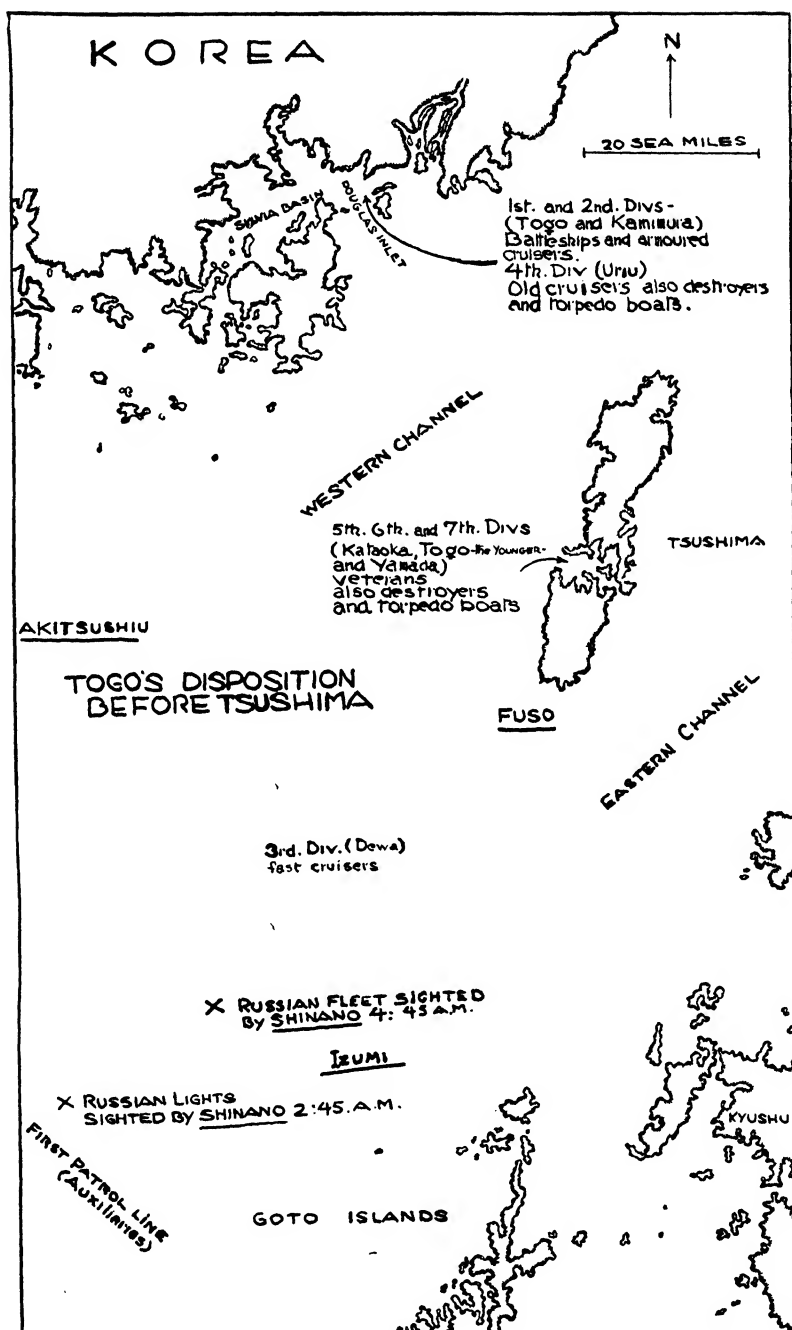 KOREA
N
20 SEA MILES
SYLVIA BASIN
DOUGLAS INLET
1st. and 2nd. Divs-
(Togo and Kamimura)
Battleships and armoured
cruisers.
4th. Div (Uriu)
Old cruisers also destroyers
and torpedo boats.
WESTERN CHANNEL
5th. 6th. and 7th. Divs
(Kataoka, Togo-the YOUNGER-
and Yamada)
veterans
also destroyers
and torpedo boats
TSUSHIMA
AKITSUSHIU
TOGO'S DISPOSITION
BEFORE TSUSHIMA
FUSO
EASTERN CHANNEL
3rd. Div. (Dewa)
fast cruisers
X RUSSIAN FLEET SIGHTED
BY SHINANO 4:45 A.M.
IZUMI
X RUSSIAN LIGHTS
SIGHTED BY SHINANO 2:45. A.M.
KYUSHU
FIRST PATROL LINE
(AUXILIARIES)
GOTO ISLANDS